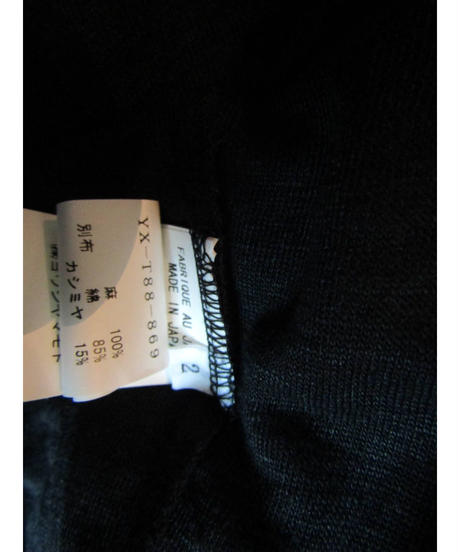 YX-T88-869
麻 100%
別布 綿 85%
カシミヤ 15%
FABRIQUE AU
MADE IN JAPA
2